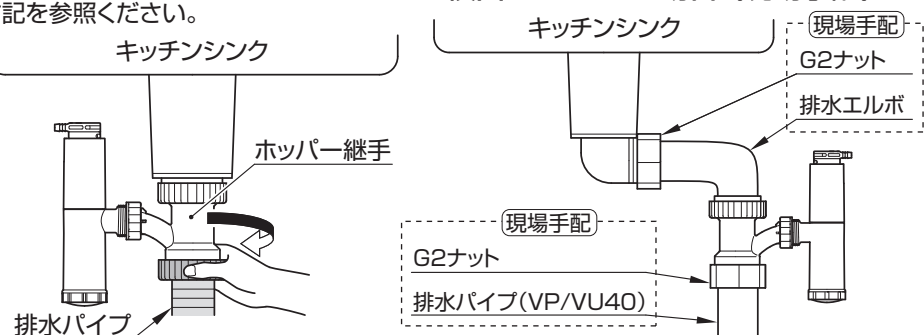 記を参照ください。
キッチンシンク
ホッパー継手
排水パイプ
キッチンシンク
現場手配
G2ナット
排水エルボ
現場手配
G2ナット
排水パイプ(VP/VU40)